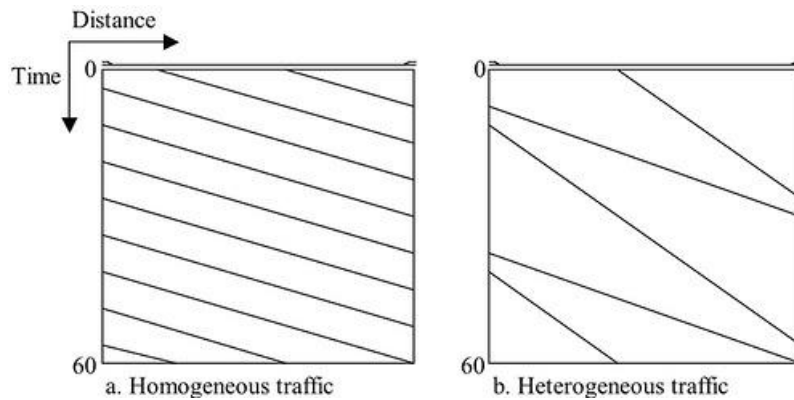 Distance
Time
0
60
a. Homogeneous traffic
0
60
b. Heterogeneous traffic